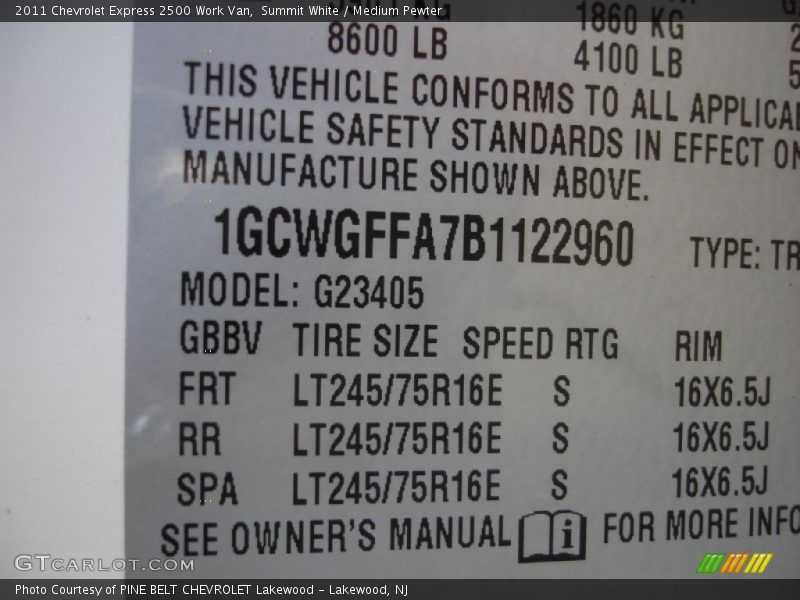 2011 Chevrolet Express 2500 Work Van, Summit White / Medium Pewter
KG 1860 KG
8600 LB 4100 LB
THIS VEHICLE CONFORMS TO ALL
VEHICLE SAFETY STANDARDS IN EFFECT
MANUFACTURE SHOWN ABOVE.
1GCWGFFA7B1122960 TYPE: TR
MODEL: G23405
GBBV TIRE SIZE SPEED RTG RIM
FRT LT245/75R16E S 16X6.5J
RR LT245/75R16E S 16X6.5J
SPA LT245/75R16E S 16X6.5J
SEE OWNER'S MANUAL i FOR MORE INFO
GTCARLOT.COM
Photo Courtesy of PINE BELT CHEVROLET Lakewood - Lakewood, NJ